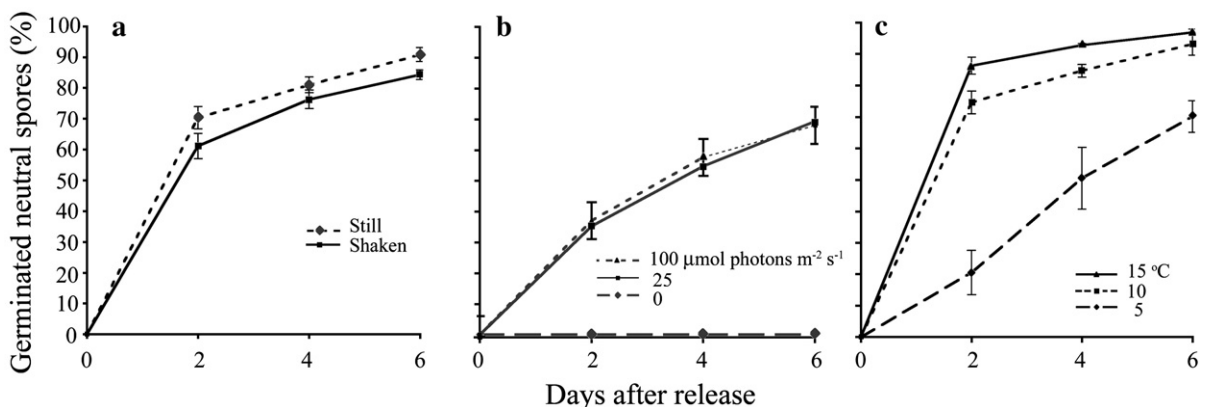 Germinated neutral spores (%)
100
90
80
70
60
50
40
30
20
10
0
a
Still
Shaken
0 2 4 6
b
100 µmol photons m⁻² s⁻¹
25
0
0 2 4 6
c
15 ºC
10
5
0 2 4 6
Days after release